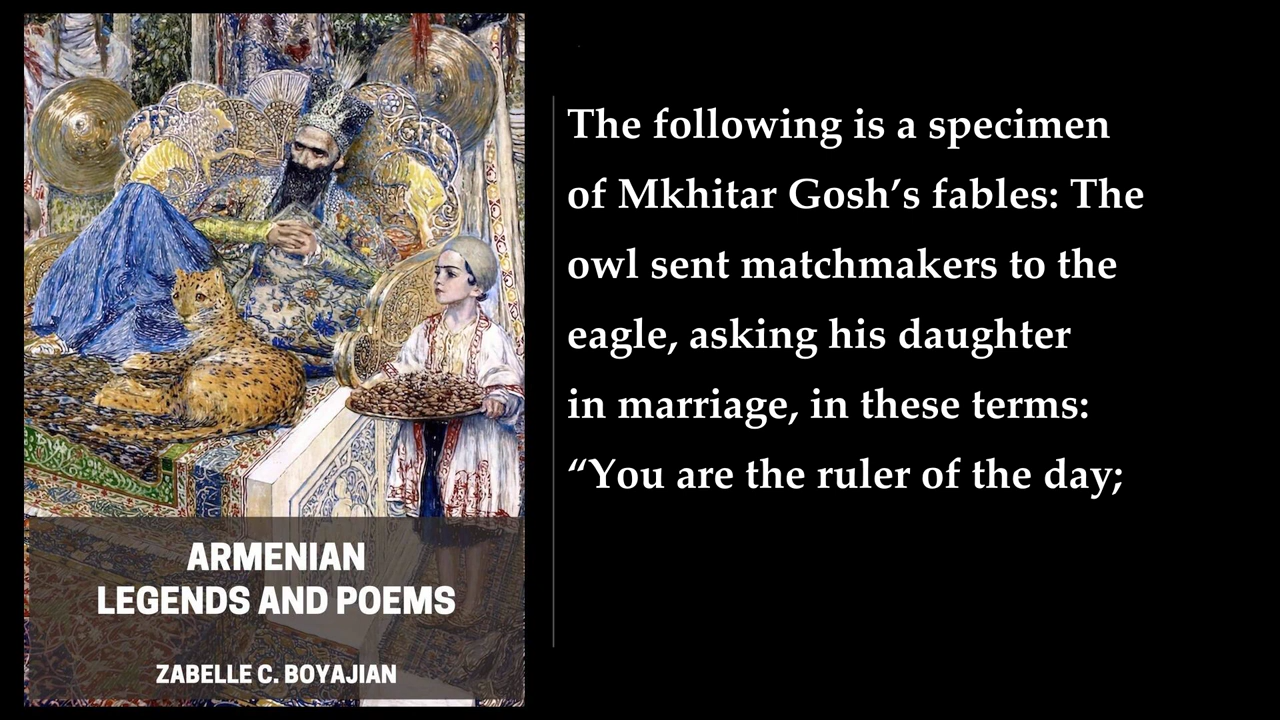 The following is a specimen
of Mkhitar Gosh’s fables: The
owl sent matchmakers to the
eagle, asking his daughter
in marriage, in these terms:
“You are the ruler of the day;
ARMENIAN
LEGENDS AND POEMS
ZABELLE C. BOYAJIAN